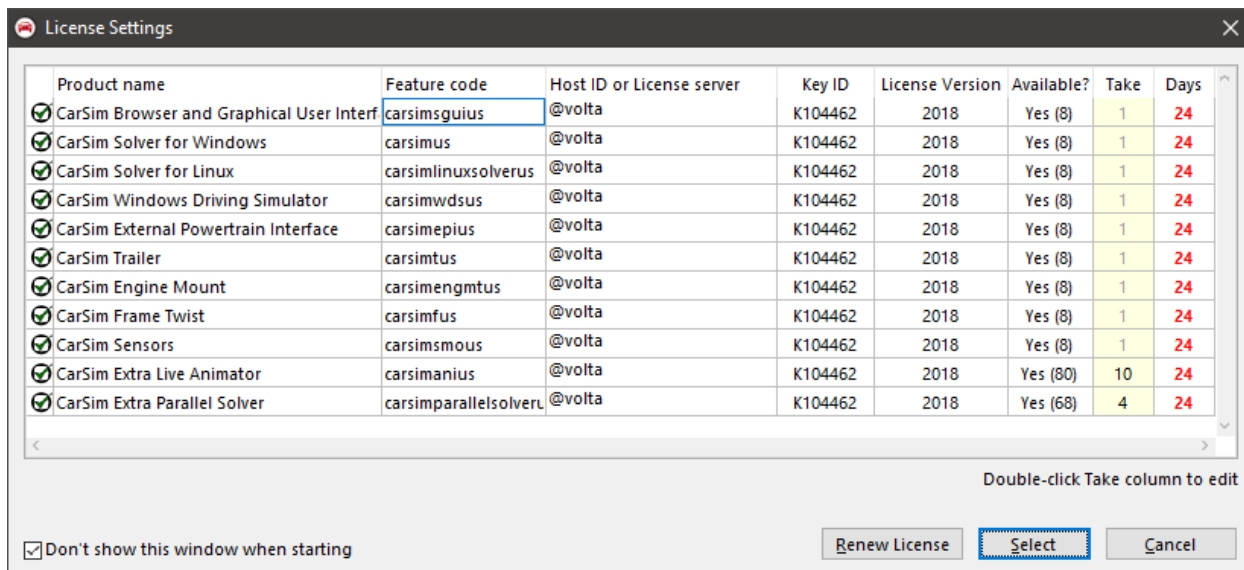 License Settings
Product name Feature code Host ID or License server Key ID License Version Available? Take Days
CarSim Browser and Graphical User Interf carsimsguius @volta K104462 2018 Yes (8) 1 24
CarSim Solver for Windows carsimus @volta K104462 2018 Yes (8) 1 24
CarSim Solver for Linux carsimlinuxsolverus @volta K104462 2018 Yes (8) 1 24
CarSim Windows Driving Simulator carsimwdsus @volta K104462 2018 Yes (8) 1 24
CarSim External Powertrain Interface carsimepius @volta K104462 2018 Yes (8) 1 24
CarSim Trailer carsimtus @volta K104462 2018 Yes (8) 1 24
CarSim Engine Mount carsimengmtus @volta K104462 2018 Yes (8) 1 24
CarSim Frame Twist carsimfus @volta K104462 2018 Yes (8) 1 24
CarSim Sensors carsimsmous @volta K104462 2018 Yes (8) 1 24
CarSim Extra Live Animator carsimanius @volta K104462 2018 Yes (80) 10 24
CarSim Extra Parallel Solver carsimparallelsolveru @volta K104462 2018 Yes (68) 4 24
Double-click Take column to edit
Don't show this window when starting Renew License Select Cancel